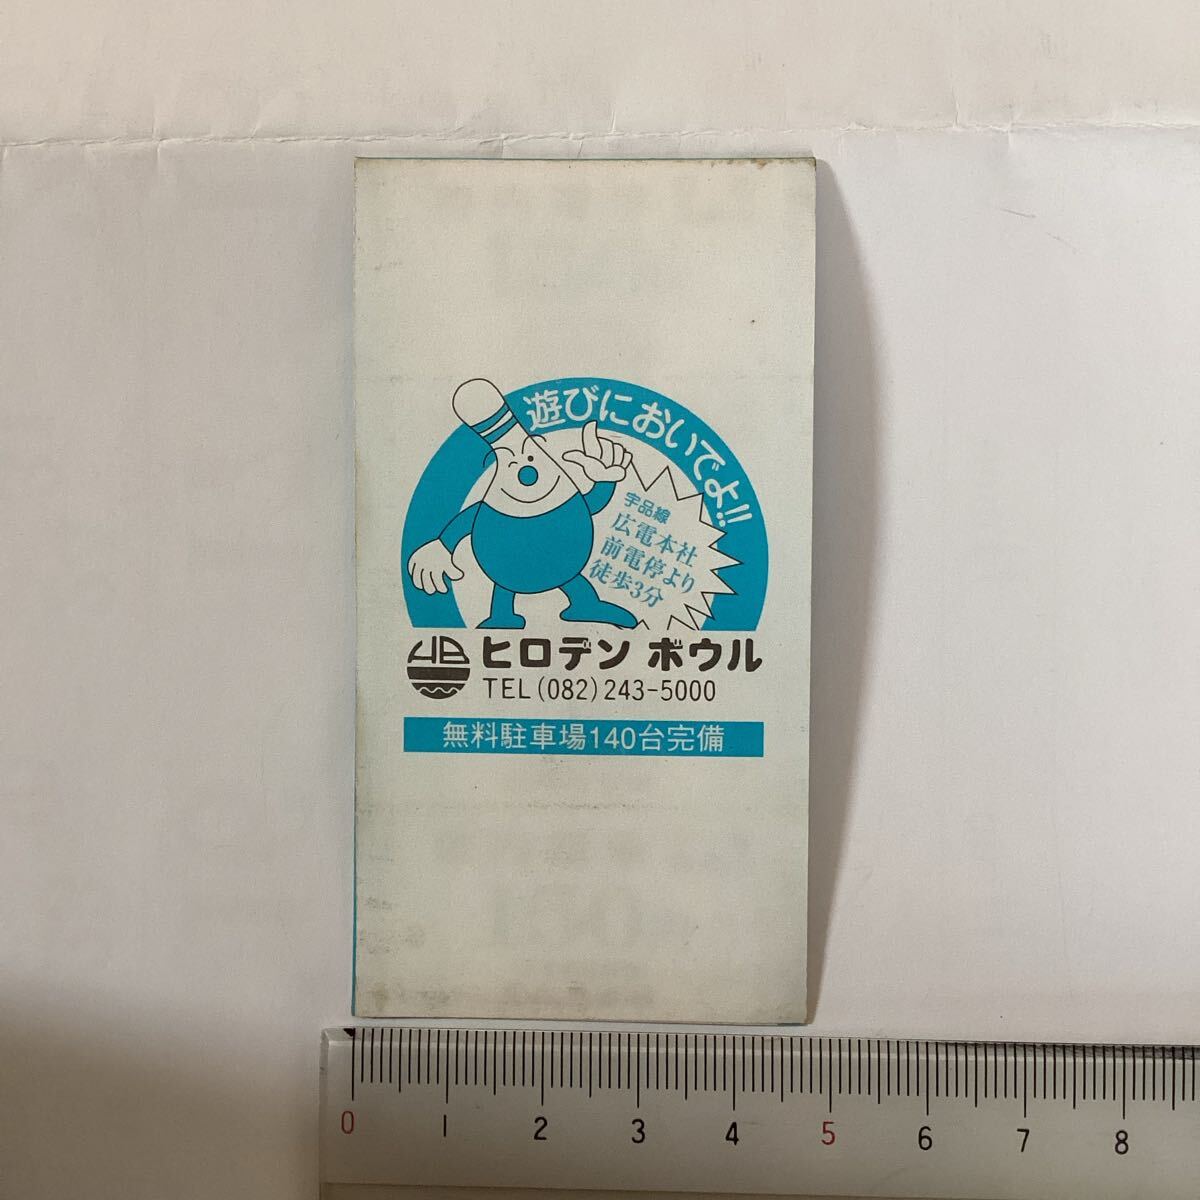 遊びにおいでよ!!
宇品線
広電本社
前電停より
徒歩3分
HB
ヒロデン ボウル
TEL(082)243-5000
無料駐車場140台完備
0 1 2 3 4 5 6 7 8